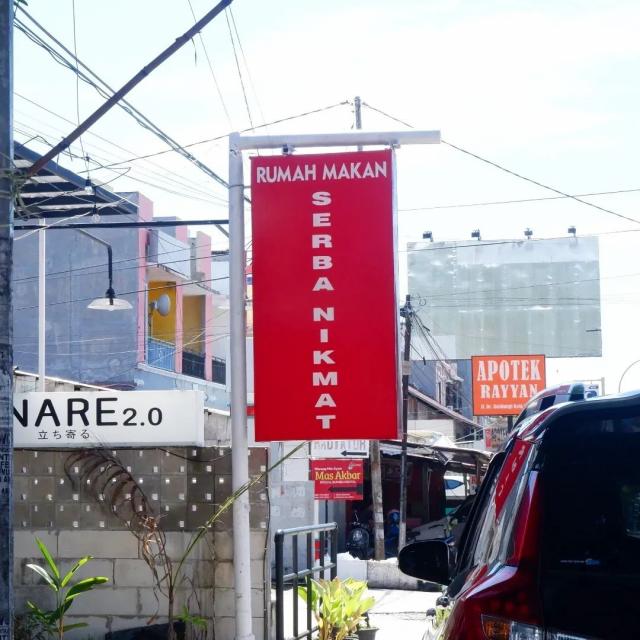 RUMAH MAKAN
SERBA NIKMAT
NARE 2.0
立ち寄る
APOTEK
RAYYAN
Mas Akbar